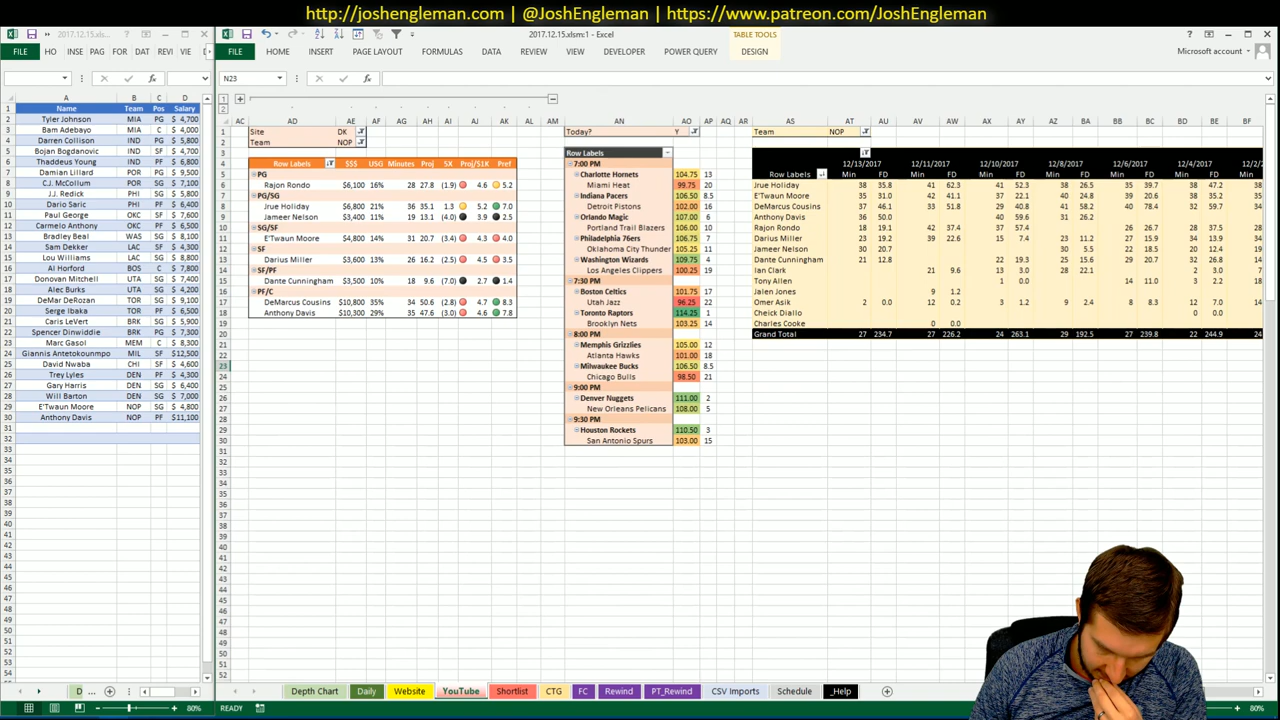 http://joshengleman.com | @JoshEngleman | https://www.patreon.com/JoshEngleman
2017.12.15.xlsm:1 - Excel
TABLE TOOLS
FILE HOME INSERT PAGE LAYOUT FORMULAS DATA REVIEW VIEW DEVELOPER POWER QUERY DESIGN
Microsoft account
2017.12.15.xls...
FILE HO INSE PAG FOR DAT REVI VIE
N23
Name Team Pos Salary
Tyler Johnson MIA PG $ 4,700
Bam Adebayo MIA C $ 4,000
Darren Collison IND PG $ 5,900
Bojan Bogdanovic IND SF $ 4,700
Thaddeus Young IND PF $ 5,700
Damian Lillard POR PG $ 9,200
C.J. McCollum POR SG $ 7,100
Dario Saric PHI PF $ 6,400
J.J. Redick PHI SG $ 5,900
Paul George OKC SF $ 7,900
Carmelo Anthony OKC PF $ 6,500
Bradley Beal WAS SG $ 8,100
Sam Dekker LAC SF $ 4,300
Lou Williams LAC SG $ 7,200
Al Horford BOS C $ 7,800
Donovan Mitchell UTA SG $ 7,400
Alec Burks UTA SG $ 4,700
DeMar DeRozan TOR SG $ 7,900
Serge Ibaka TOR PF $ 5,600
Caris LeVert BRK SG $ 5,900
Spencer Dinwiddie BRK PG $ 6,300
Marc Gasol MEM C $ 8,300
Giannis Antetokounmpo MIL SF $12,500
David Nwaba CHI SF $ 4,600
Trey Lyles DEN PF $ 4,300
Gary Harris DEN SG $ 6,500
Will Barton DEN SG $ 7,000
E'Twaun Moore NOP SG $ 4,800
Anthony Davis NOP PF $11,100
Site DK
Team NOP
Row Labels $$$ USG Minutes Proj 5X Proj/$1K Pref
PG
Rajon Rondo $6,100 16% 28 27.8 (1.9) 4.6 5.2
PG/SG
Jrue Holiday $6,800 21% 36 35.1 1.3 5.2 7.0
Jameer Nelson $3,400 11% 19 13.1 (4.0) 3.9 2.5
SG/SF
E'Twaun Moore $4,800 14% 31 20.7 (3.4) 4.3 4.0
SF
Darius Miller $3,600 13% 26 16.2 (2.5) 4.5 3.5
SF/PF
Dante Cunningham $3,500 10% 18 9.6 (7.0) 2.7 1.4
PF/C
DeMarcus Cousins $10,800 35% 34 50.6 (2.8) 4.7 8.3
Anthony Davis $10,300 29% 35 47.6 (3.3) 4.6 7.8
Today? Y
Row Labels
7:00 PM
Charlotte Hornets 104.75 13
Miami Heat 99.75 20
Indiana Pacers 106.50 8.5
Detroit Pistons 102.00 16
Orlando Magic 107.00 6
Portland Trail Blazers 106.00 10
Philadelphia 76ers 106.75 7
Oklahoma City Thunder 105.25 11
Washington Wizards 109.75 4
Los Angeles Clippers 100.25 19
7:30 PM
Boston Celtics 101.75 17
Utah Jazz 96.25 22
Toronto Raptors 114.25 1
Brooklyn Nets 103.25 14
8:00 PM
Memphis Grizzlies 105.00 12
Atlanta Hawks 101.00 18
Milwaukee Bucks 106.50 8.5
Chicago Bulls 98.50 21
9:00 PM
Denver Nuggets 111.00 2
New Orleans Pelicans 108.00 5
9:30 PM
Houston Rockets 110.50 3
San Antonio Spurs 103.00 15
Team NOP
12/13/2017 12/11/2017 12/10/2017 12/8/2017 12/6/2017 12/4/2017 12/2/2
Row Labels Min FD Min FD Min FD Min FD Min FD Min FD Min
Jrue Holiday 38 35.8 41 62.3 41 52.3 38 26.5 35 39.7 38 47.2 38
E'Twaun Moore 35 31.0 42 41.1 37 22.1 24 40.8 36 20.6 38 35.2
DeMarcus Cousins 37 46.1 33 51.8 29 40.8 41 58.2 40 78.4 32 59.7
Anthony Davis 36 50.0 40 59.6 31 26.2
Rajon Rondo 18 19.1 42 37.4 57.4 26 26.7 28 37.5
Darius Miller 23 19.2 39 22.6 15 7.4 23 11.2 27 15.9 34 13.9
Dante Cunningham 21 12.8 22 19.3 15 15.6 27 9.4 32 26.8
Ian Clark 21 9.6 13 3.0 28 22.1 2 3.0
Tony Allen 1 0.0 14 11.0
Jalen Jones 9 1.2
Omer Asik 2 0.0 12 0.2 9 2.4 8 8.3 12 7.0
Cheick Diallo 0 0.0
Charles Cooke 0 0.0
Jameer Nelson 30 20.7 30 5.5 22 18.5
Grand Total 27 234.7 27 226.2 24 263.1 29 192.5 27 239.8 22 244.9 24
Depth Chart Daily Website YouTube Shortlist CTG FC Rewind PT_Rewind CSV Imports Schedule _Help
READY
80%
80%